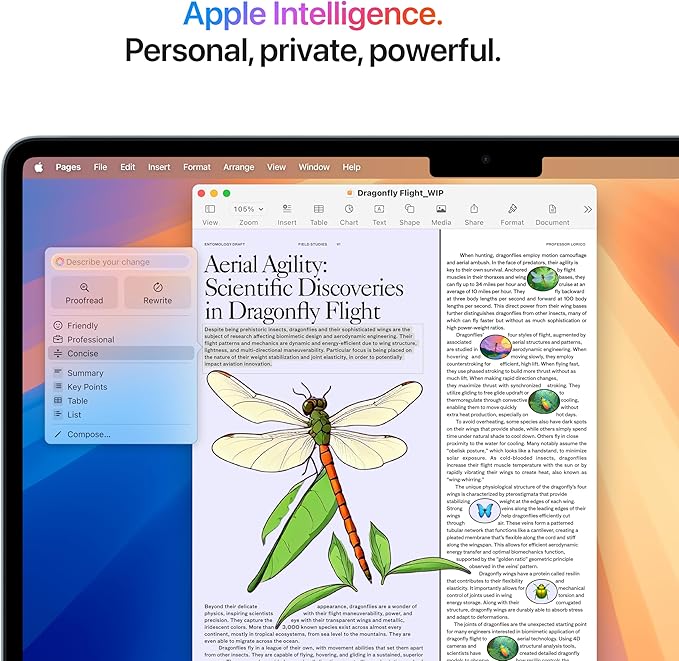 Apple Intelligence.
Personal, private, powerful.
Pages File Edit Insert Format Arrange View Window Help
Dragonfly Flight_WIP
105%
View Zoom Insert Table Chart Text Shape Media Share Format Document
Describe your change
Proofread Rewrite
Friendly
Professional
Concise
Summary
Key Points
Table
List
Compose...
ENTOMOLOGY DRAFT FIELD STUDIES
Aerial Agility:
Scientific Discoveries
in Dragonfly Flight
Despite being prehistoric insects, dragonflies and their sophisticated wings are the
subject of research affecting biomimetic design and aerodynamic engineering. Their
flight patterns and mechanics are dynamic and energy-efficient due to wing structure,
lightness, and multi-directional maneuverability. Particular focus is being placed on
the nature of their weight stabilization and joint elasticity, in order to potentially
impact aviation innovation.
Beyond their delicate appearance, dragonflies are a wonder of
physics, inspiring scientists with their flight maneuverability, power, and
precision. They capture the eye with their transparent wings and metallic,
iridescent colors. More than 3,000 known species exist across almost every
continent, mostly in tropical ecosystems, from sea level to the mountains. They are
even able to migrate across the ocean.
Dragonflies fly in a league of their own, with movements that set them apart
from other insects. They are capable of flying, hovering, and gliding in a sustained, superior
PROFESSOR LORICO
When hunting, dragonflies employ motion camouflage
and aerial ambush. In the face of predators, their agility is
key to their own survival. Anchored by flight
muscles in their thoraxes and wing bases, they
can fly up to 34 miles per hour and cruise at an
average of 10 miles per hour. They fly backward
at three body lengths per second and forward at 100 body
lengths per second. This direct power from their wing bases
further distinguishes dragonflies from other insects, many of
which can fly faster but without as much sophistication or
high power-weight ratios.
Dragonflies' four styles of flight, augmented by
associated aerial structures and patterns,
are studied in aerodynamic engineering. When
hovering and moving slowly, they employ
counterstroking for efficient, high lift. When flying fast,
they use phased stroking to build more thrust without as
much lift. When making rapid direction changes,
they maximize thrust with synchronized stroking. They
utilize gliding to free glide updraft or to
thermoregulate through convective cooling,
enabling them to move quickly without
extra heat production, especially on hot days.
To avoid overheating, some species also have dark spots
on their wings that provide shade, while others simply spend
time under natural shade to cool down. Others fly in close
proximity to the water for cooling. Many notably assume the
"obelisk posture," which looks like a handstand, to minimize
solar exposure. As cold-blooded insects, dragonflies
increase their flight muscle temperature with the sun or by
rapidly vibrating their wings to create heat, also known as
"wing-whirring."
The unique physiological structure of the dragonfly's four
wings is characterized by pterostigmata that provide
stabilizing weight at the edges of each wing.
Strong veins along the leading edges of their
wings help dragonflies efficiently cut
through air. These veins form a patterned
tubular network that functions like a cantilever, creating a
pleated membrane that's flexible along the cord and stiff
along the wingspan. This allows for efficient aerodynamic
energy transfer and optimal biomechanics function,
supported by the "golden ratio" geometric principle
observed in the veins' pattern.
Dragonfly wings have a protein called resilin
that contributes to their flexibility and
elasticity. It importantly allows for mechanical
control of joints used in wing torsion and
energy storage. Along with their corrugated
structure, dragonfly wings are durably able to absorb stress
and adapt to deformations.
The joints of dragonflies are the unexpected starting point
for many engineers interested in biomimetic application of
dragonfly flight to aerial technology. Using 4D
cameras and structural analysis tools,
scientists have created detailed dragonfly